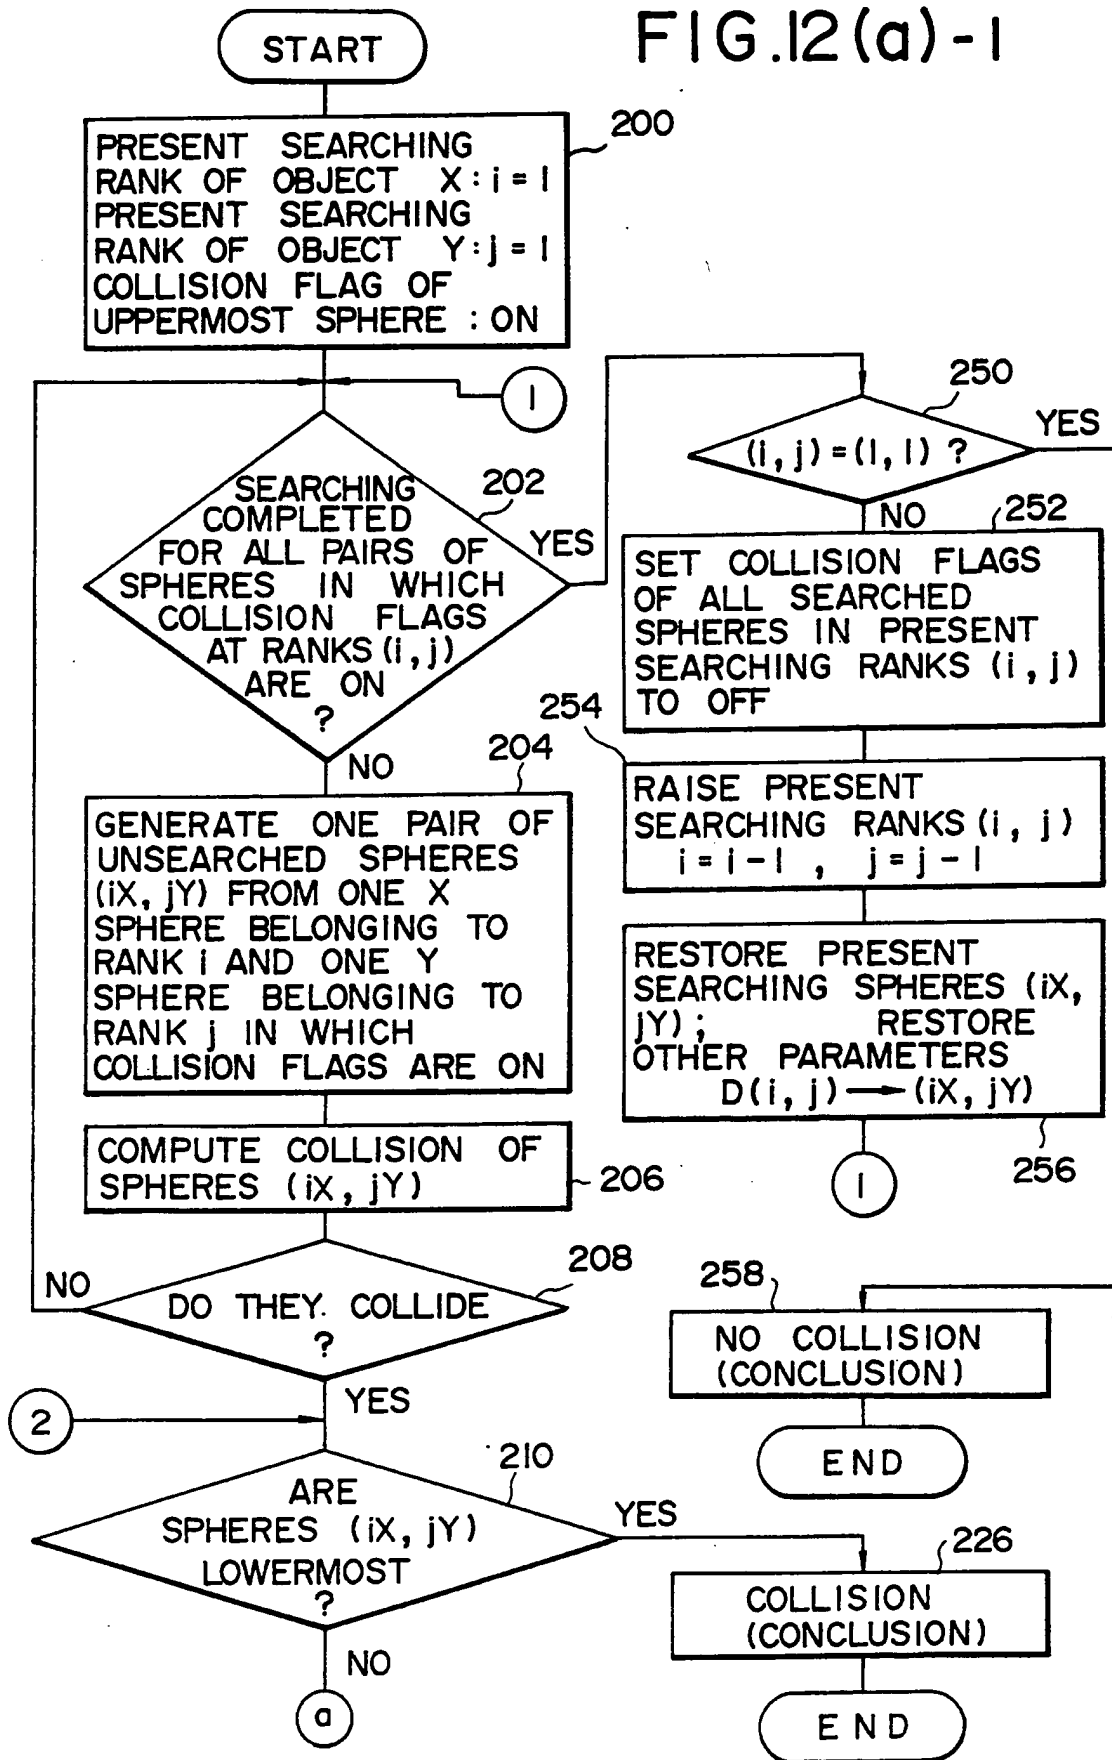 FIG.12(a)-1
START
200
PRESENT SEARCHING
RANK OF OBJECT X:i=1
PRESENT SEARCHING
RANK OF OBJECT Y:j=1
COLLISION FLAG OF
UPPERMOST SPHERE : ON
1
202
SEARCHING
COMPLETED
FOR ALL PAIRS OF
SPHERES IN WHICH
COLLISION FLAGS
AT RANKS (i,j)
ARE ON
?
YES
NO
204
GENERATE ONE PAIR OF
UNSEARCHED SPHERES
(iX, jY) FROM ONE X
SPHERE BELONGING TO
RANK i AND ONE Y
SPHERE BELONGING TO
RANK j IN WHICH
COLLISION FLAGS ARE ON
COMPUTE COLLISION OF
SPHERES (iX, jY)
206
208
NO
DO THEY. COLLIDE
?
YES
2
210
ARE
SPHERES (iX, jY)
LOWERMOST
?
YES
NO
a
250
(i,j)=(1,1) ?
YES
NO
252
SET COLLISION FLAGS
OF ALL SEARCHED
SPHERES IN PRESENT
SEARCHING RANKS (i,j)
TO OFF
254
RAISE PRESENT
SEARCHING RANKS (i,j)
i=i-1 , j=j-1
RESTORE PRESENT
SEARCHING SPHERES (iX,
jY); RESTORE
OTHER PARAMETERS
D(i,j) → (iX, jY)
256
1
258
NO COLLISION
(CONCLUSION)
END
226
COLLISION
(CONCLUSION)
END